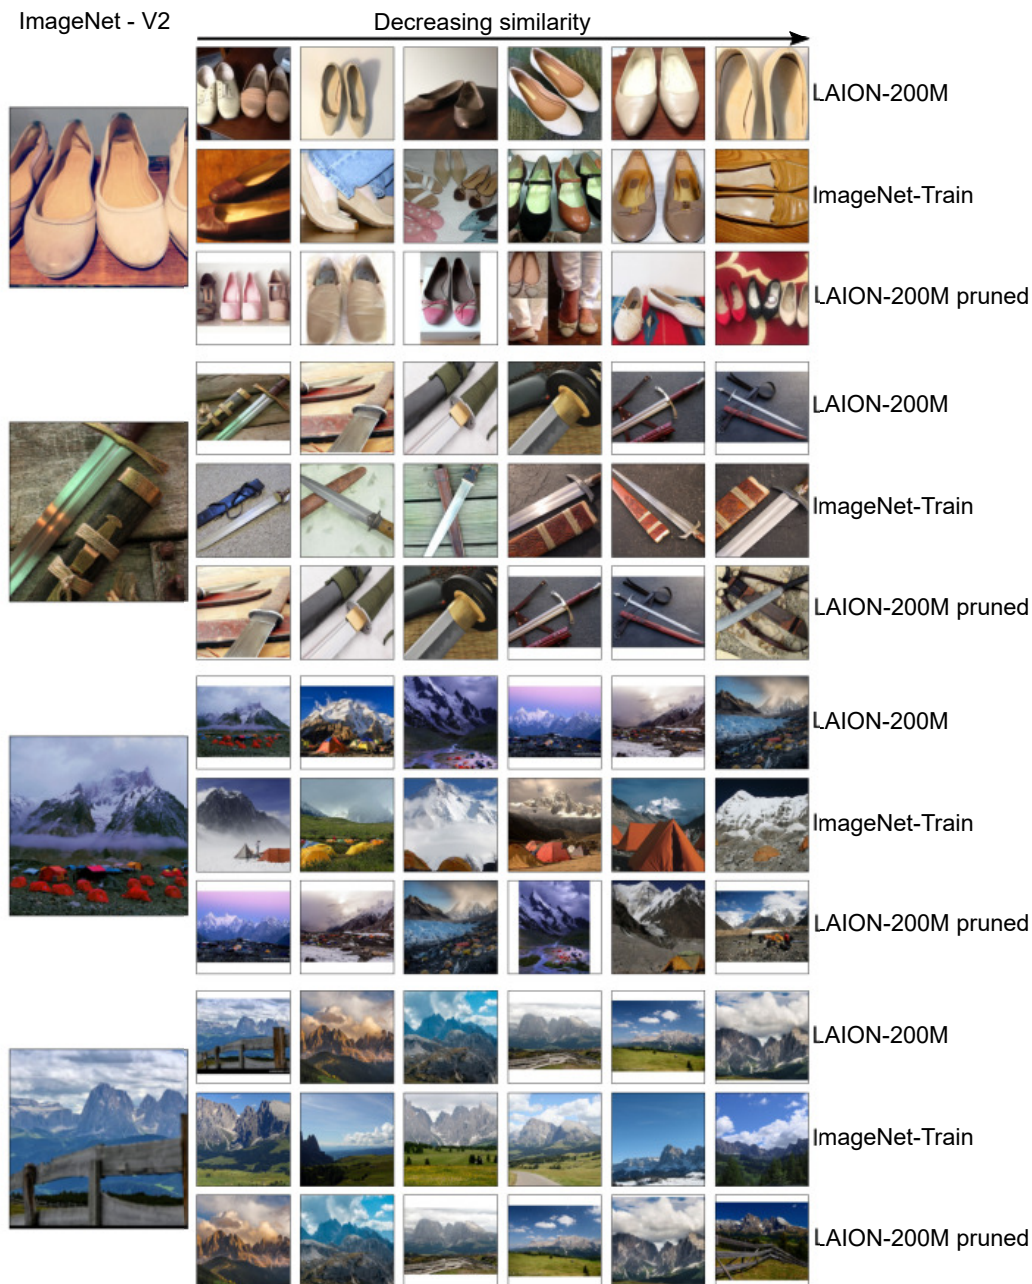 ImageNet - V2
Decreasing similarity
LAION-200M
ImageNet-Train
LAION-200M pruned
LAION-200M
ImageNet-Train
LAION-200M pruned
LAION-200M
ImageNet-Train
LAION-200M pruned
LAION-200M
ImageNet-Train
LAION-200M pruned